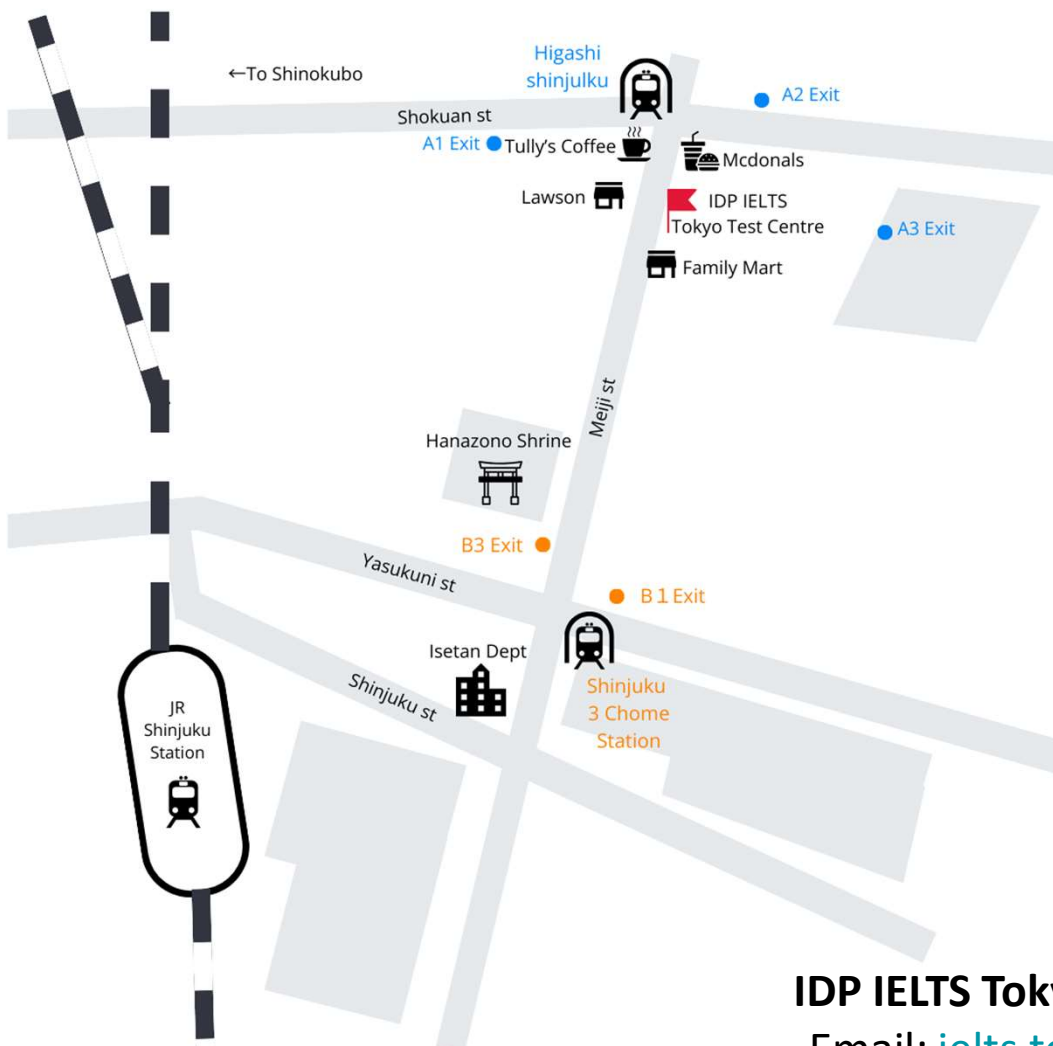 Higashi
shinjulku
←To Shinokubo
A2 Exit
Shokuan st
A1 Exit
Tully's Coffee
Mcdonals
Lawson
IDP IELTS
Tokyo Test Centre
A3 Exit
Family Mart
Meiji st
Hanazono Shrine
B3 Exit
Yasukuni st
B 1 Exit
Isetan Dept
Shinjuku st
Shinjuku
3 Chome
Station
JR
Shinjuku
Station
IDP IELTS
Email: ielts